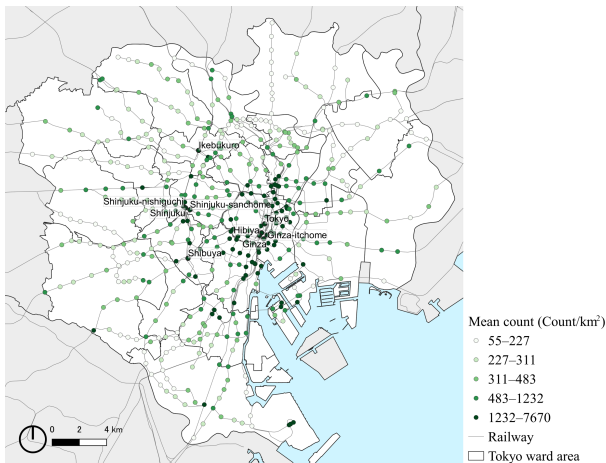 Ikebukuro
Shinjuku-nishiguchi
Shinjuku-sanchome
Shinjuku
Tokyo
Hibiya
Ginza-itchome
Ginza
Shibuya
0 2 4 km
Mean count (Count/km²)
55–227
227–311
311–483
483–1232
1232–7670
Railway
Tokyo ward area